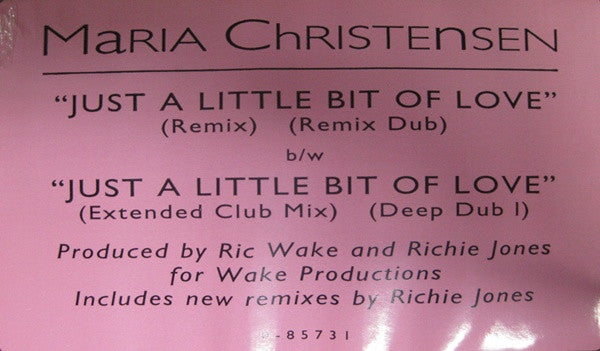 MaRIA ChRISTEnSEN
"JUST A LITTLE BIT OF LOVE"
(Remix) (Remix Dub)
b/w
"JUST A LITTLE BIT OF LOVE"
(Extended Club Mix) (Deep Dub I)
Produced by Ric Wake and Richie Jones
for Wake Productions
Includes new remixes by Richie Jones
-85731